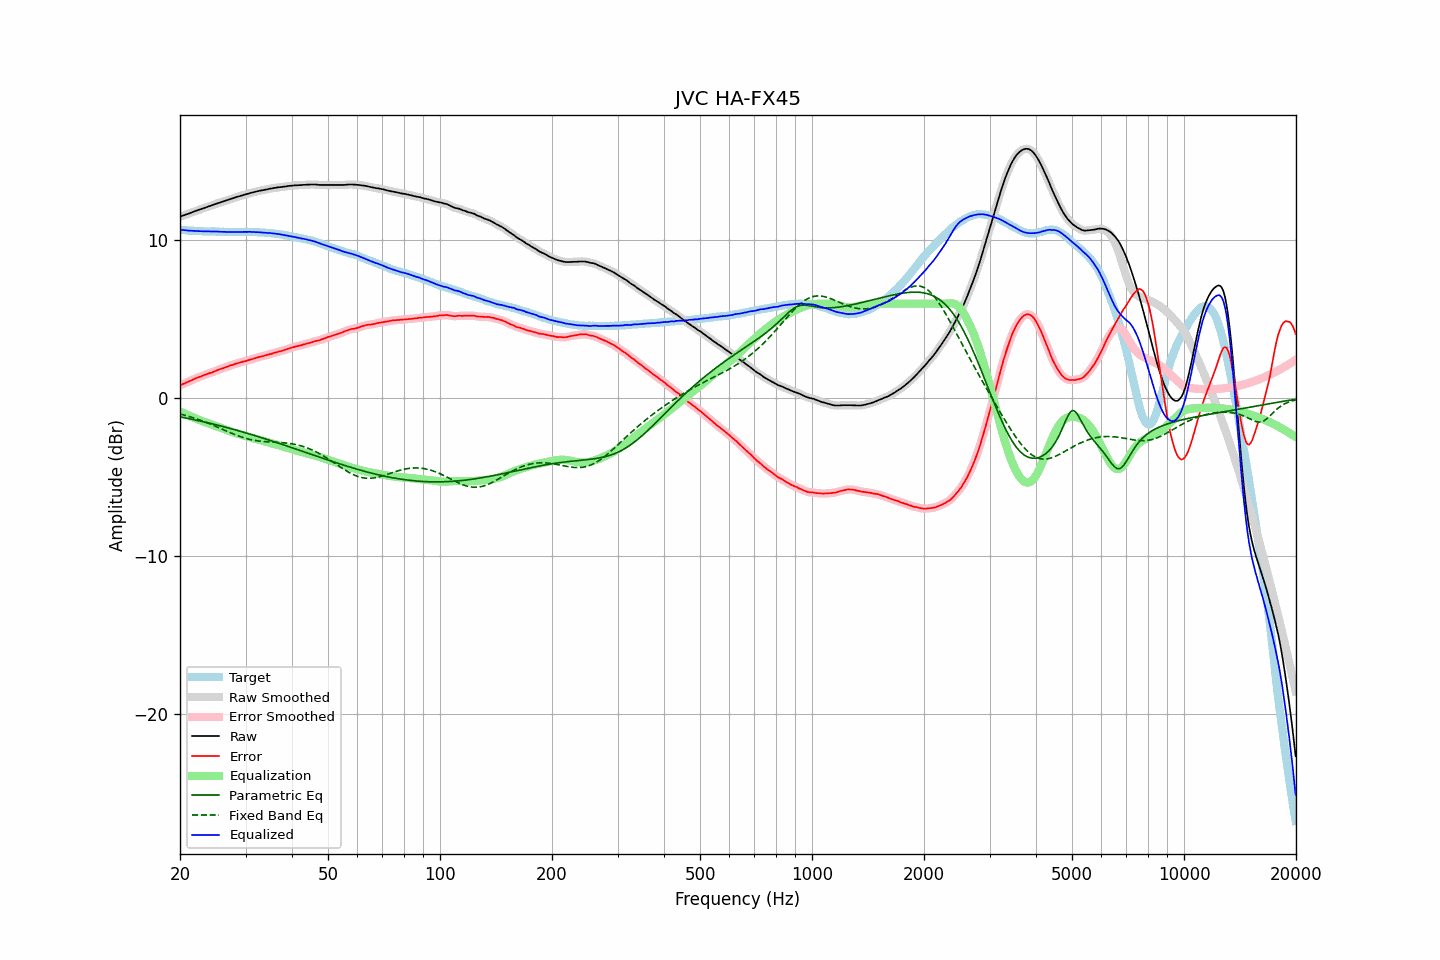 JVC HA-FX45
Amplitude (dBr)
10
0
−10
−20
Target
Raw Smoothed
Error Smoothed
Raw
Error
Equalization
Parametric Eq
Fixed Band Eq
Equalized
20 50 100 200 500 1000 2000 5000 10000 20000
Frequency (Hz)